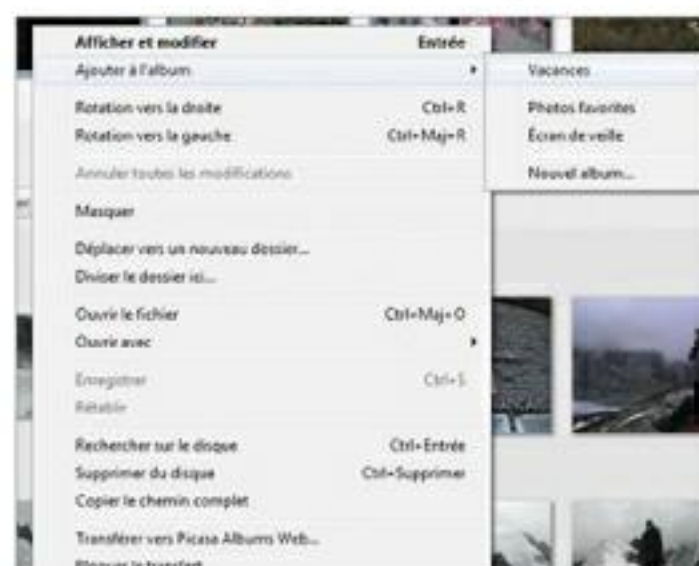 Afficher et modifier Entrée
Ajouter à l'album
Vacances
Photos favorites
Écran de veille
Nouvel album...
Rotation vers la droite Ctrl+R
Rotation vers la gauche Ctrl+Maj+R
Annuler toutes les modifications
Masquer
Déplacer vers un nouveau dossier...
Diviser le dossier ici...
Ouvrir le fichier Ctrl+Maj+O
Ouvrir avec
Enregistrer Ctrl+S
Rétablir
Rechercher sur le disque Ctrl+Entrée
Supprimer du disque Ctrl+Supprimer
Copier le chemin complet
Transférer vers Picasa Albums Web...
Bloquer le transfert